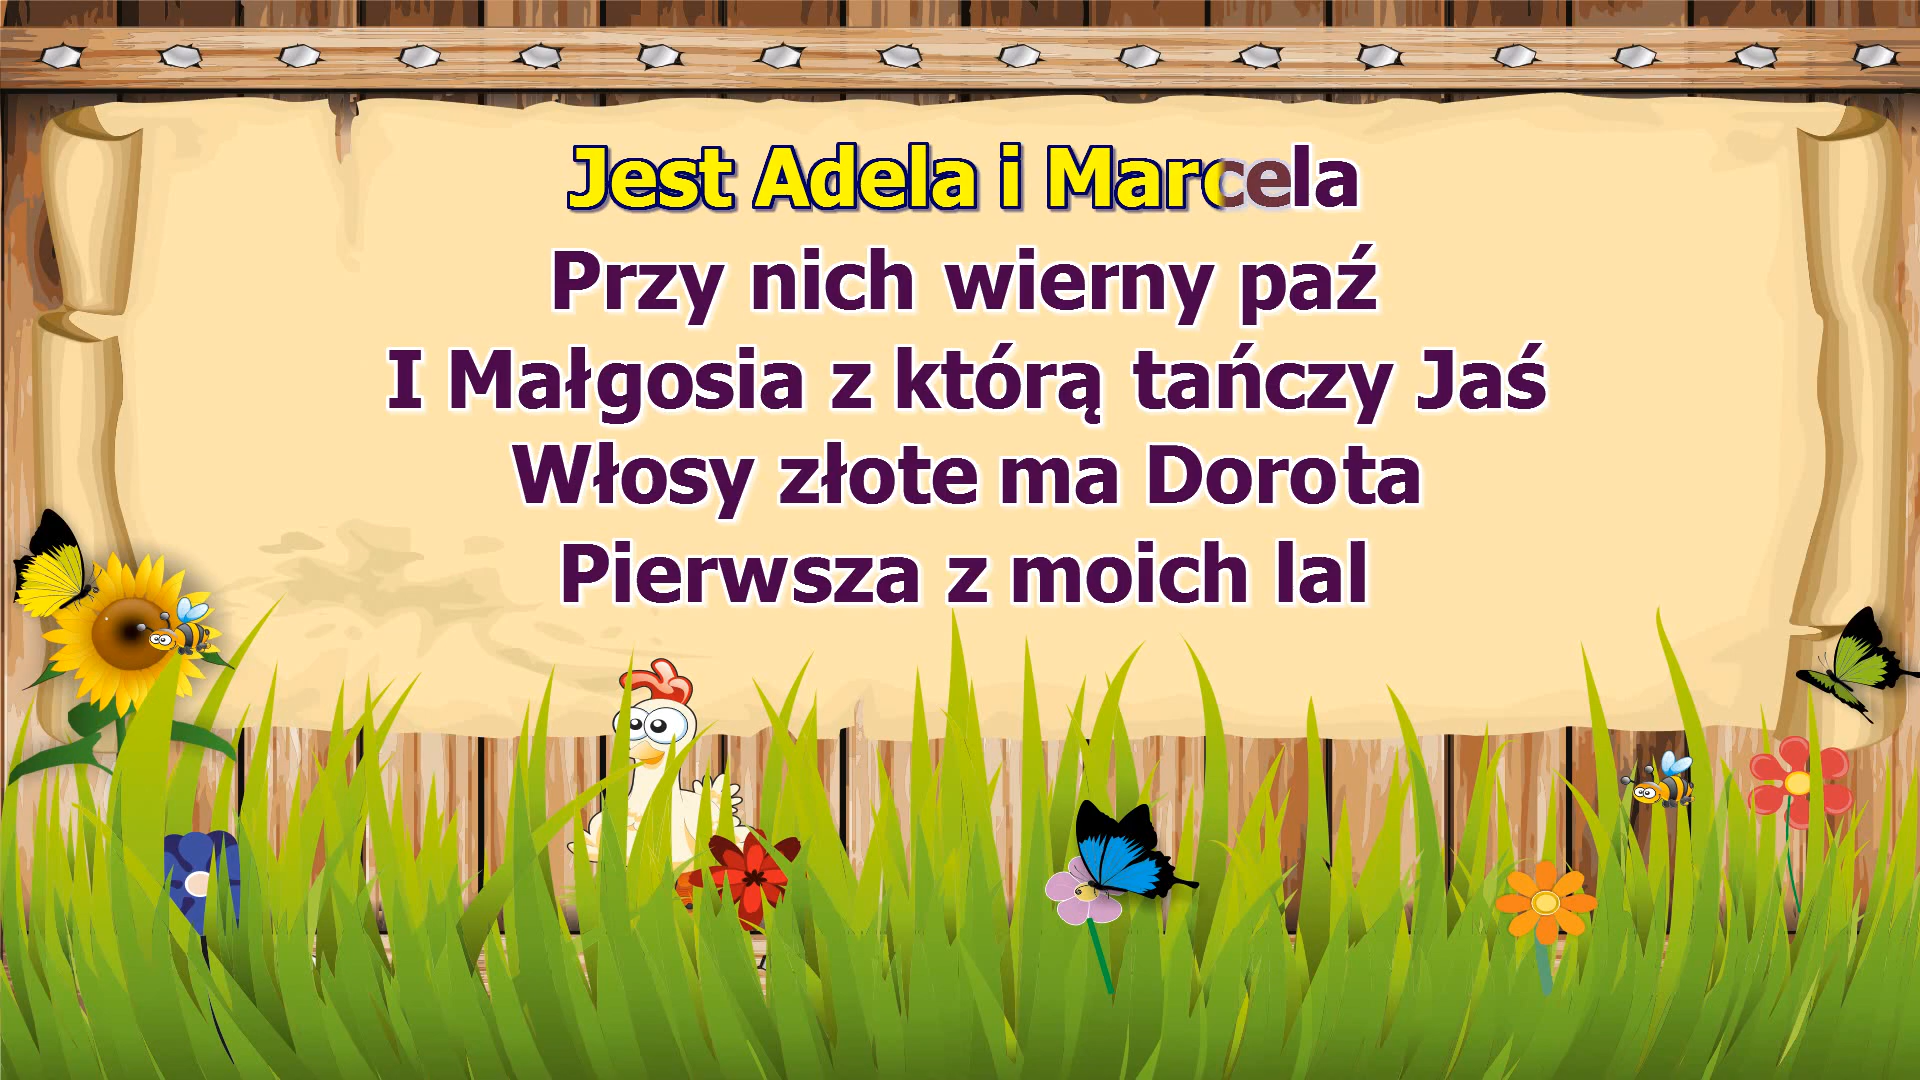 Jest Adela i Marcela
Przy nich wierny paź
I Małgosia z którą tańczy Jaś
Włosy złote ma Dorota
Pierwsza z moich lal